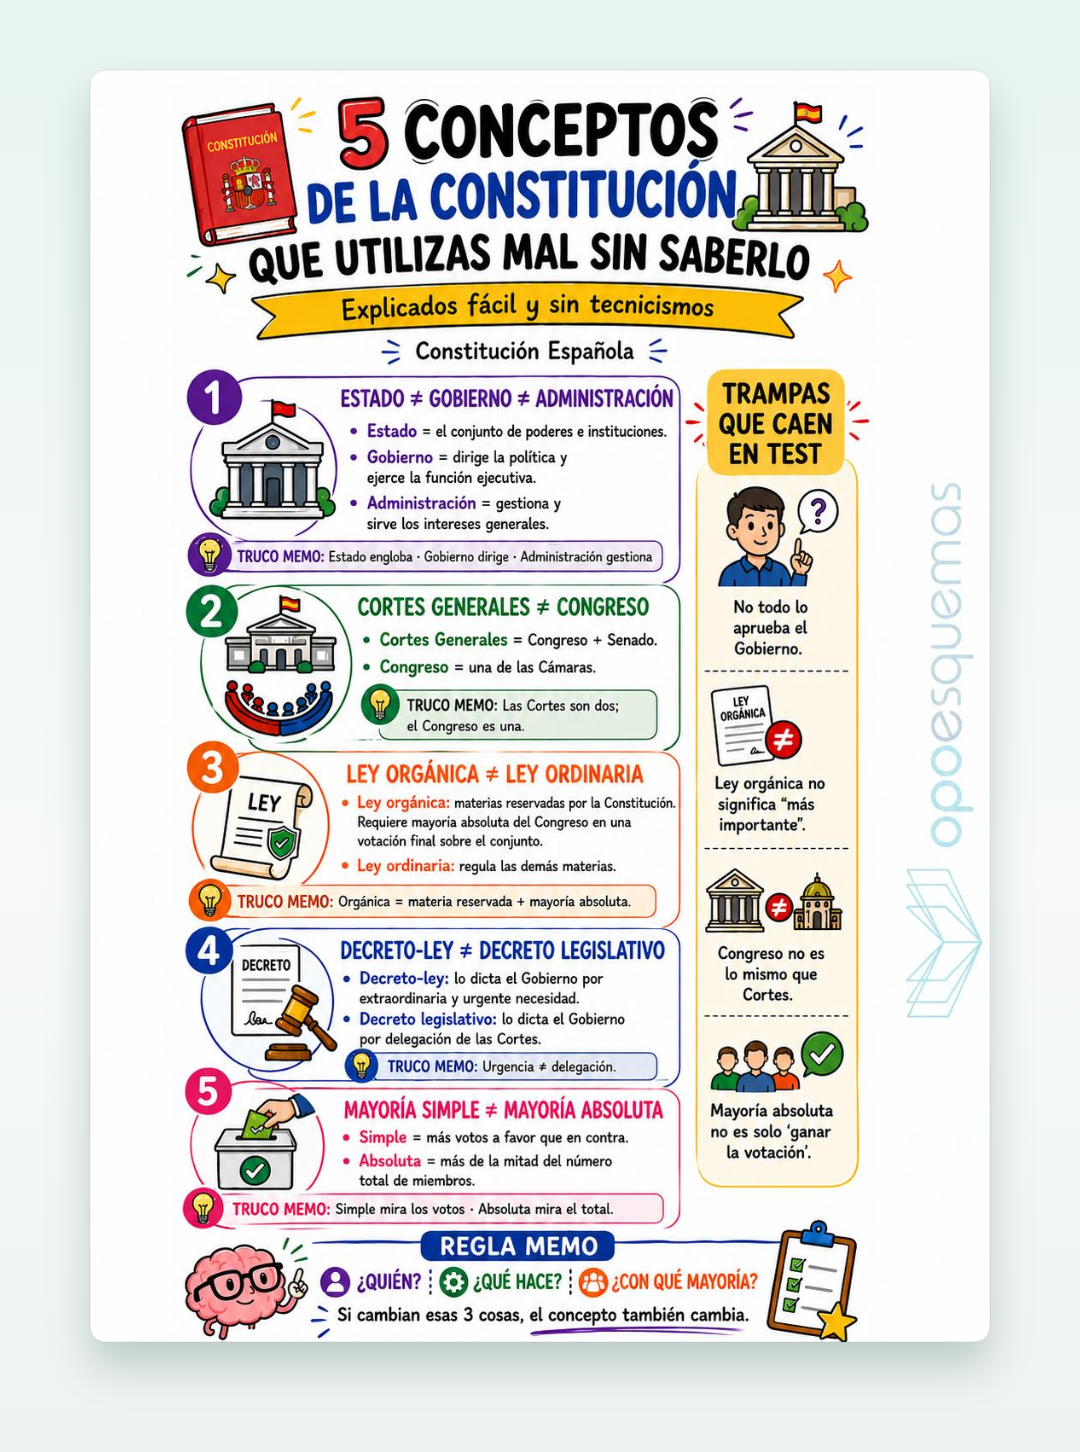 CONSTITUCIÓN
5 CONCEPTOS
DE LA CONSTITUCIÓN
QUE UTILIZAS MAL SIN SABERLO
Explicados fácil y sin tecnicismos
Constitución Española
1
ESTADO ≠ GOBIERNO ≠ ADMINISTRACIÓN
• Estado = el conjunto de poderes e instituciones.
• Gobierno = dirige la política y
ejerce la función ejecutiva.
• Administración = gestiona y
sirve los intereses generales.
TRUCO MEMO: Estado engloba · Gobierno dirige · Administración gestiona
2
CORTES GENERALES ≠ CONGRESO
• Cortes Generales = Congreso + Senado.
• Congreso = una de las Cámaras.
TRUCO MEMO: Las Cortes son dos;
el Congreso es una.
3
LEY
LEY ORGÁNICA ≠ LEY ORDINARIA
• Ley orgánica: materias reservadas por la Constitución.
Requiere mayoría absoluta del Congreso en una
votación final sobre el conjunto.
• Ley ordinaria: regula las demás materias.
TRUCO MEMO: Orgánica = materia reservada + mayoría absoluta.
4
DECRETO
DECRETO-LEY ≠ DECRETO LEGISLATIVO
• Decreto-ley: lo dicta el Gobierno por
extraordinaria y urgente necesidad.
• Decreto legislativo: lo dicta el Gobierno
por delegación de las Cortes.
TRUCO MEMO: Urgencia ≠ delegación.
5
MAYORÍA SIMPLE ≠ MAYORÍA ABSOLUTA
• Simple = más votos a favor que en contra.
• Absoluta = más de la mitad del número
total de miembros.
TRUCO MEMO: Simple mira los votos · Absoluta mira el total.
TRAMPAS
QUE CAEN
EN TEST
?
No todo lo
aprueba el
Gobierno.
LEY
ORGÁNICA
≠
Ley orgánica no
significa “más
importante”.
≠
Congreso no es
lo mismo que
Cortes.
Mayoría absoluta
no es solo ‘ganar
la votación’.
REGLA MEMO
¿QUIÉN? ¿QUÉ HACE? ¿CON QUÉ MAYORÍA?
Si cambian esas 3 cosas, el concepto también cambia.
opoesquemas